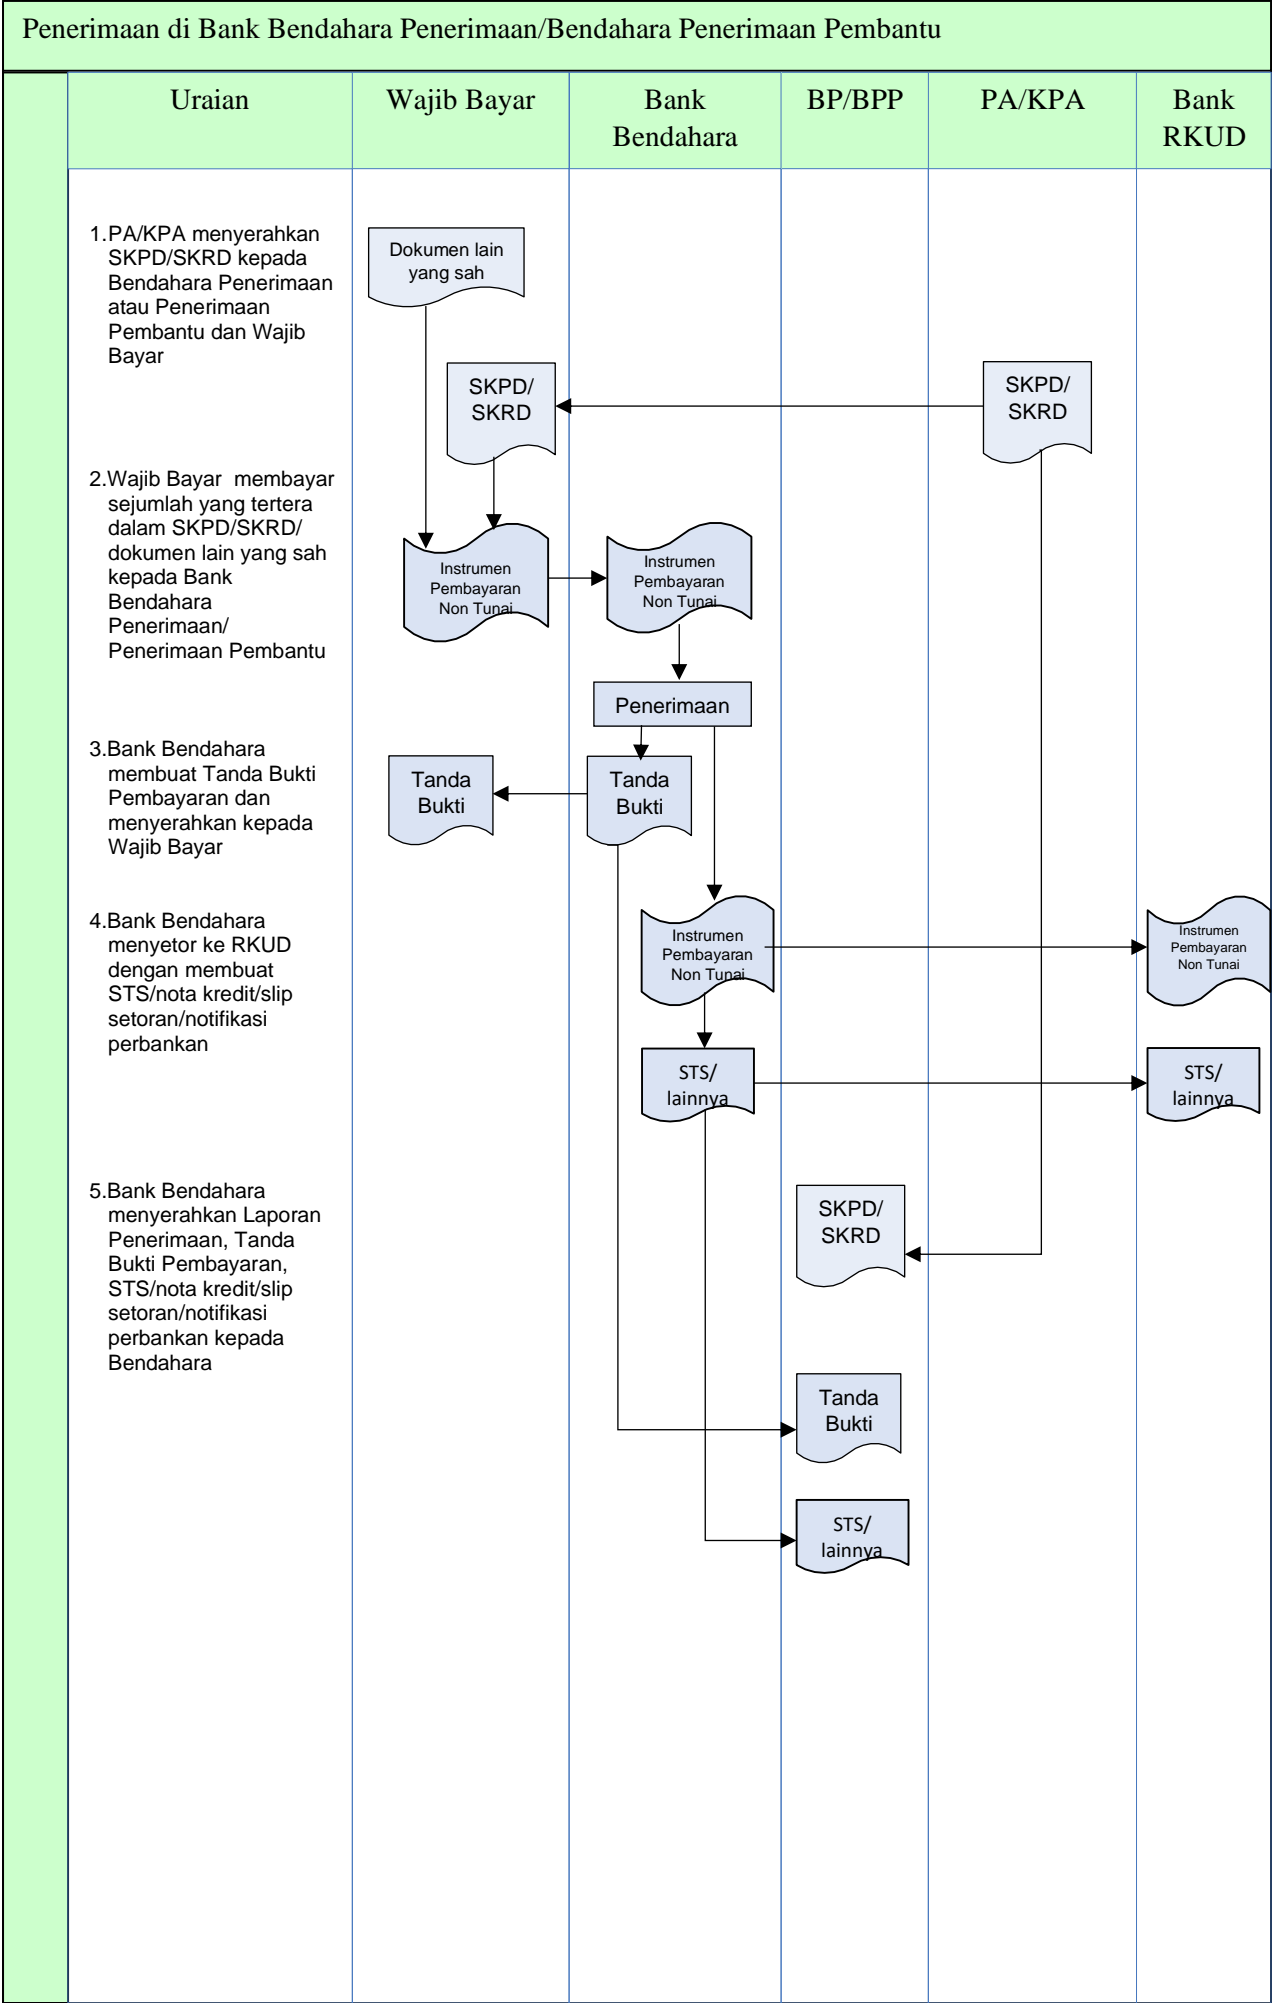 Penerimaan di Bank Bendahara Penerimaan/Bendahara Penerimaan Pembantu
Uraian
Wajib Bayar
Bank
Bendahara
BP/BPP
PA/KPA
Bank
RKUD
1.PA/KPA menyerahkan
SKPD/SKRD kepada
Bendahara Penerimaan
atau Penerimaan
Pembantu dan Wajib
Bayar
Dokumen lain
yang sah
SKPD/
SKRD
SKPD/
SKRD
2.Wajib Bayar  membayar
sejumlah yang tertera
dalam SKPD/SKRD/
dokumen lain yang sah
kepada Bank
Bendahara
Penerimaan/
Penerimaan Pembantu
Instrumen
Pembayaran
Non Tunai
Instrumen
Pembayaran
Non Tunai
Penerimaan
3.Bank Bendahara
membuat Tanda Bukti
Pembayaran dan
menyerahkan kepada
Wajib Bayar
Tanda
Bukti
Tanda
Bukti
4.Bank Bendahara
menyetor ke RKUD
dengan membuat
STS/nota kredit/slip
setoran/notifikasi
perbankan
Instrumen
Pembayaran
Non Tunai
Instrumen
Pembayaran
Non Tunai
STS/
lainnya
STS/
lainnya
5.Bank Bendahara
menyerahkan Laporan
Penerimaan, Tanda
Bukti Pembayaran,
STS/nota kredit/slip
setoran/notifikasi
perbankan kepada
Bendahara
SKPD/
SKRD
Tanda
Bukti
STS/
lainnya